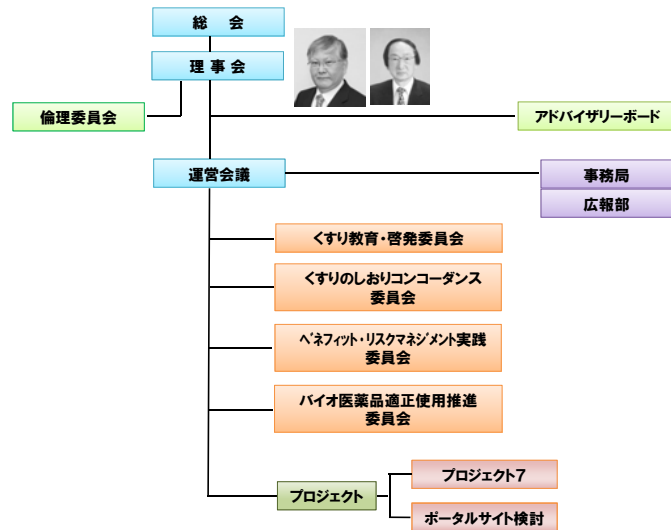 総　会
理 事 会
倫理委員会
アドバイザリーボード
運営会議
事務局
広報部
くすり教育・啓発委員会
くすりのしおりコンコーダンス
委員会
ベネフィット・リスクマネジメント実践
委員会
バイオ医薬品適正使用推進
委員会
プロジェクト
プロジェクト7
ポータルサイト検討